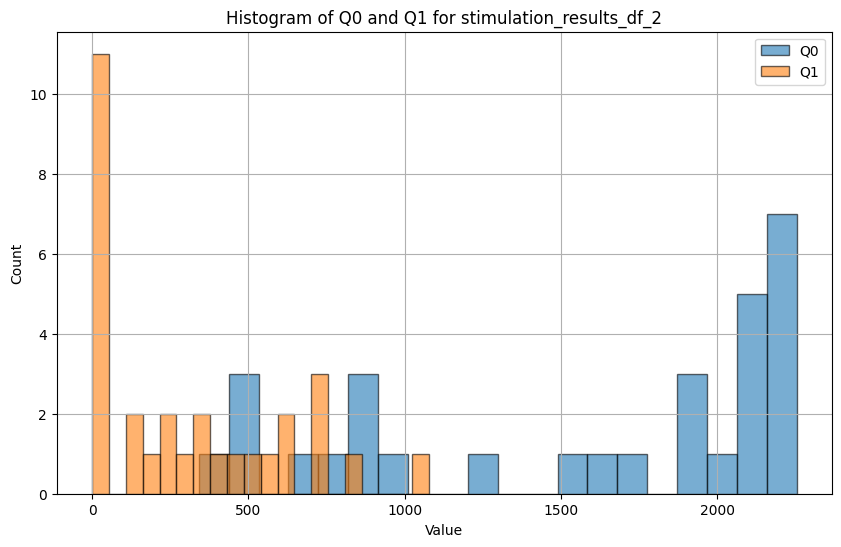 Histogram of Q0 and Q1 for stimulation_results_df_2
Q0
Q1
10
8
6
4
2
0
Count
0
500
1000
1500
2000
Value